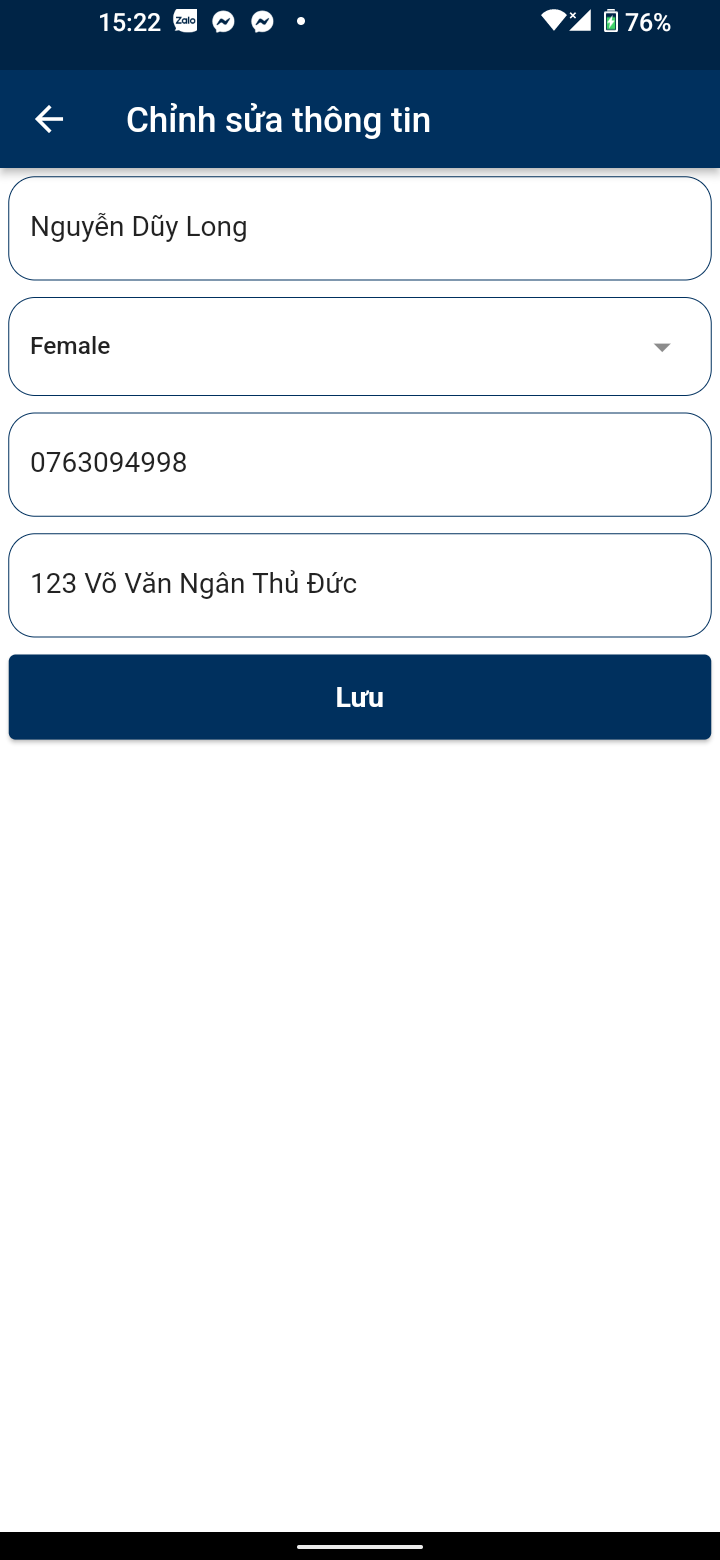 15:22 Zalo 76%
Chỉnh sửa thông tin
Nguyễn Dũy Long
Female
0763094998
123 Võ Văn Ngân Thủ Đức
Lưu